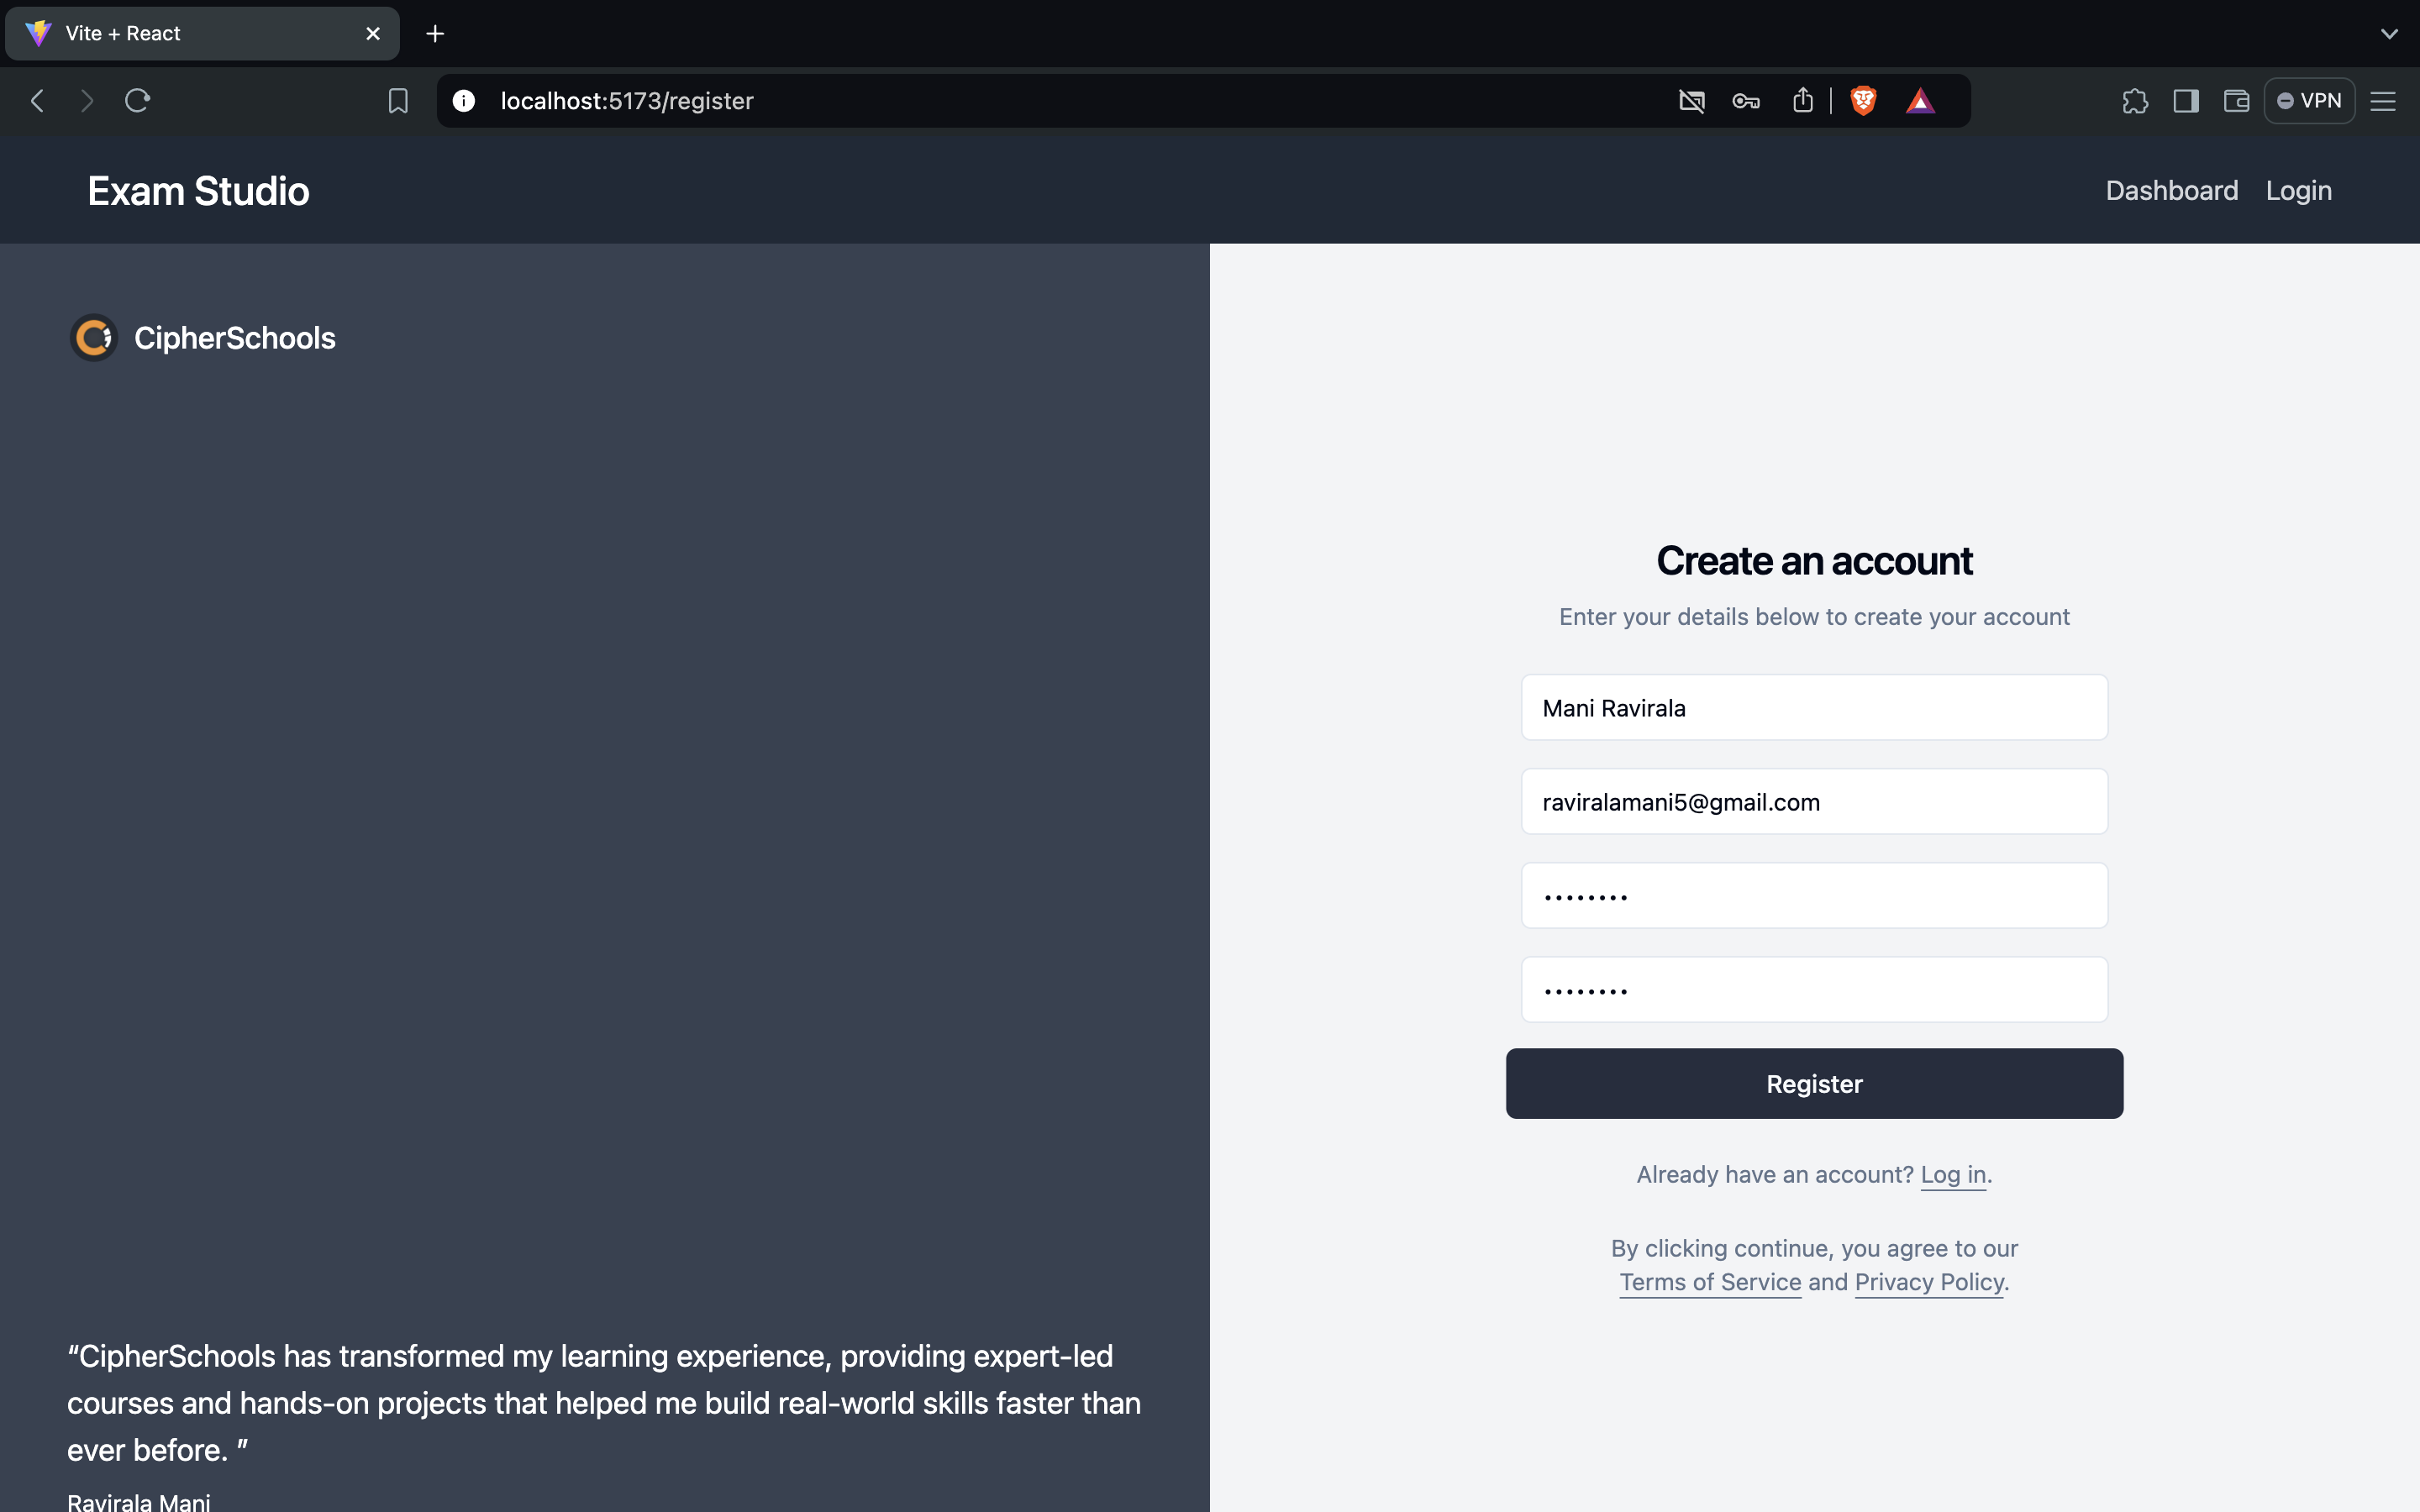 Vite + React
localhost:5173/register
VPN
Exam Studio
Dashboard Login
CipherSchools
“CipherSchools has transformed my learning experience, providing expert-led
courses and hands-on projects that helped me build real-world skills faster than
ever before. ”
Ravirala Mani
Create an account
Enter your details below to create your account
Mani Ravirala
raviralamani5@gmail.com
••••••••
••••••••
Register
Already have an account? Log in.
By clicking continue, you agree to our
Terms of Service and Privacy Policy.